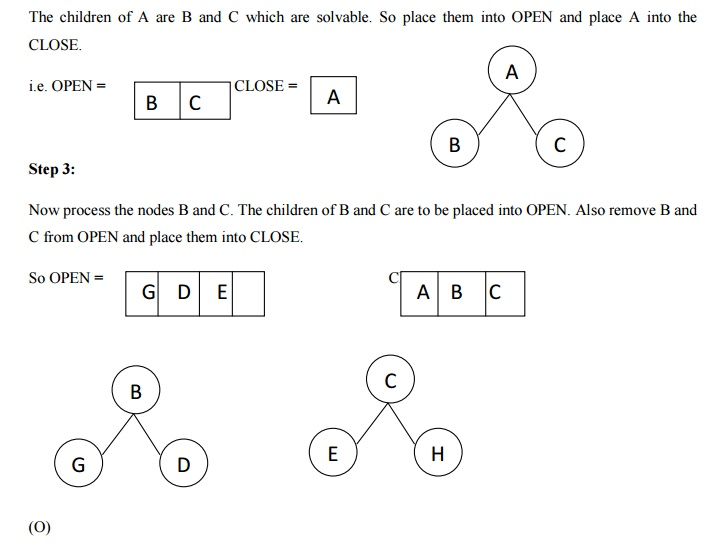 The children of A are B and C which are solvable. So place them into OPEN and place A into the
CLOSE.
A
i.e. OPEN = B C CLOSE = A
B C
Step 3:
Now process the nodes B and C. The children of B and C are to be placed into OPEN. Also remove B and
C from OPEN and place them into CLOSE.
So OPEN = G D E C A B C
B C
G D E H
(O)